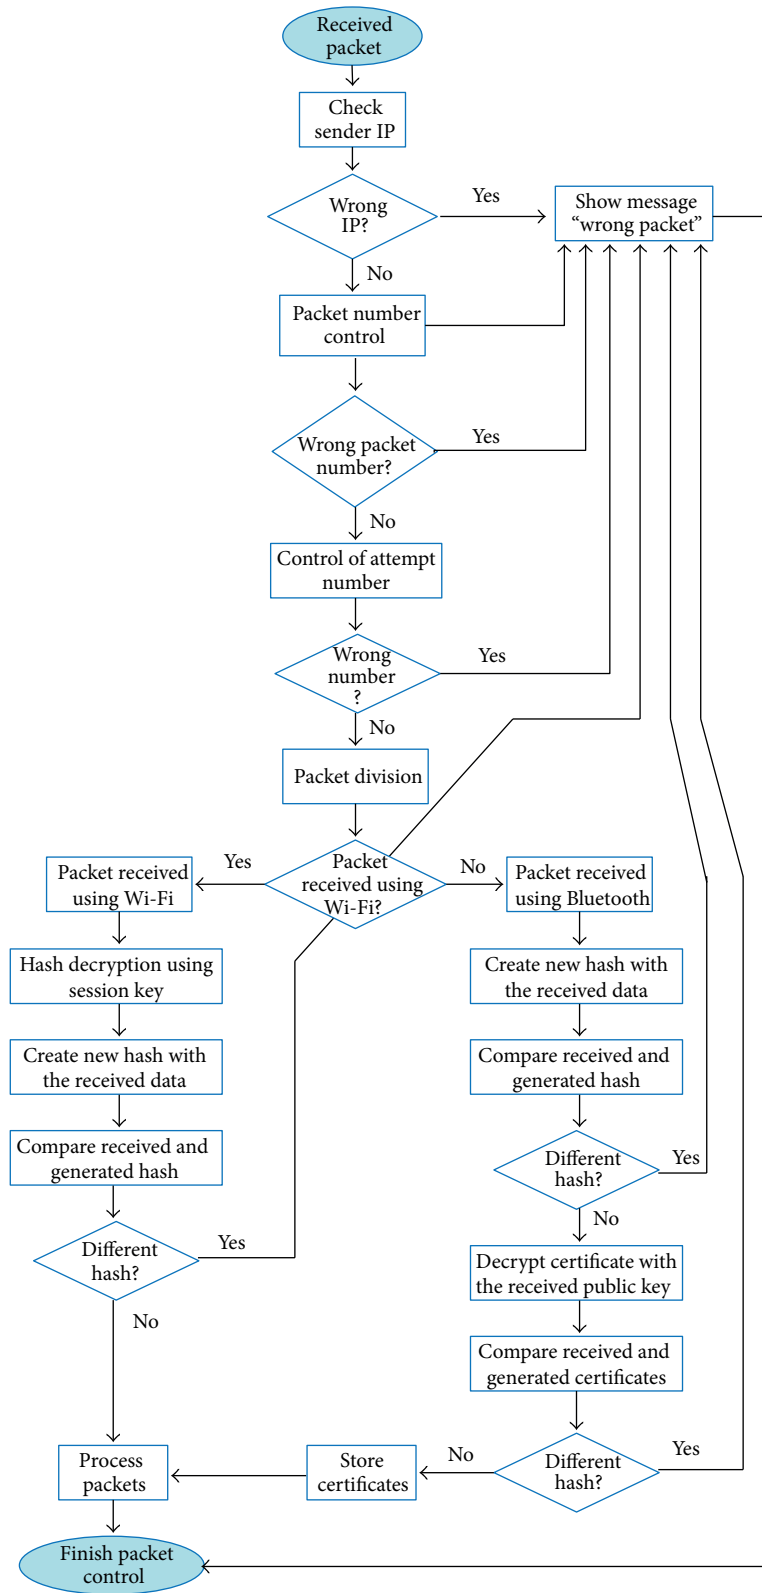 Received
packet
Check
sender IP
Wrong
IP?
Yes
Show message
“wrong packet”
No
Packet number
control
Wrong packet
number?
Yes
No
Control of attempt
number
Wrong
number
?
Yes
No
Packet division
Packet
received using
Wi-Fi?
Yes
No
Packet received
using Wi-Fi
Packet received
using Bluetooth
Hash decryption using
session key
Create new hash with
the received data
Create new hash with
the received data
Compare received and
generated hash
Compare received and
generated hash
Different
hash?
Yes
No
Different
hash?
Yes
No
Decrypt certificate with
the received public key
Compare received and
generated certificates
Different
hash?
Yes
No
Store
certificates
Process
packets
Finish packet
control